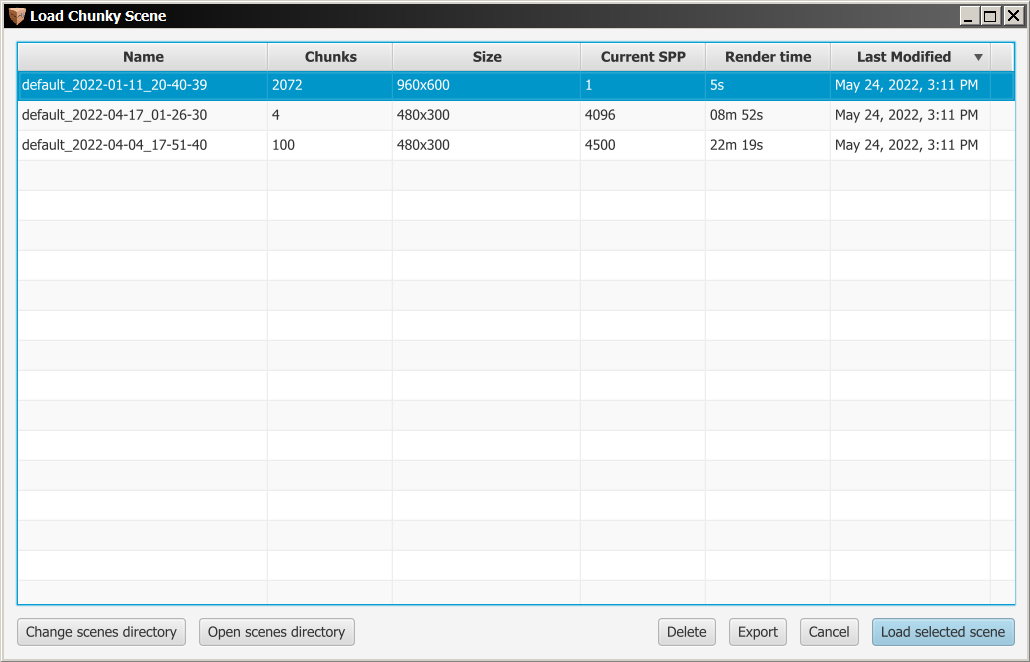 Load Chunky Scene
Name Chunks Size Current SPP Render time Last Modified
default_2022-01-11_20-40-39 2072 960x600 1 5s May 24, 2022, 3:11 PM
default_2022-04-17_01-26-30 4 480x300 4096 08m 52s May 24, 2022, 3:11 PM
default_2022-04-04_17-51-40 100 480x300 4500 22m 19s May 24, 2022, 3:11 PM
Change scenes directory Open scenes directory Delete Export Cancel Load selected scene